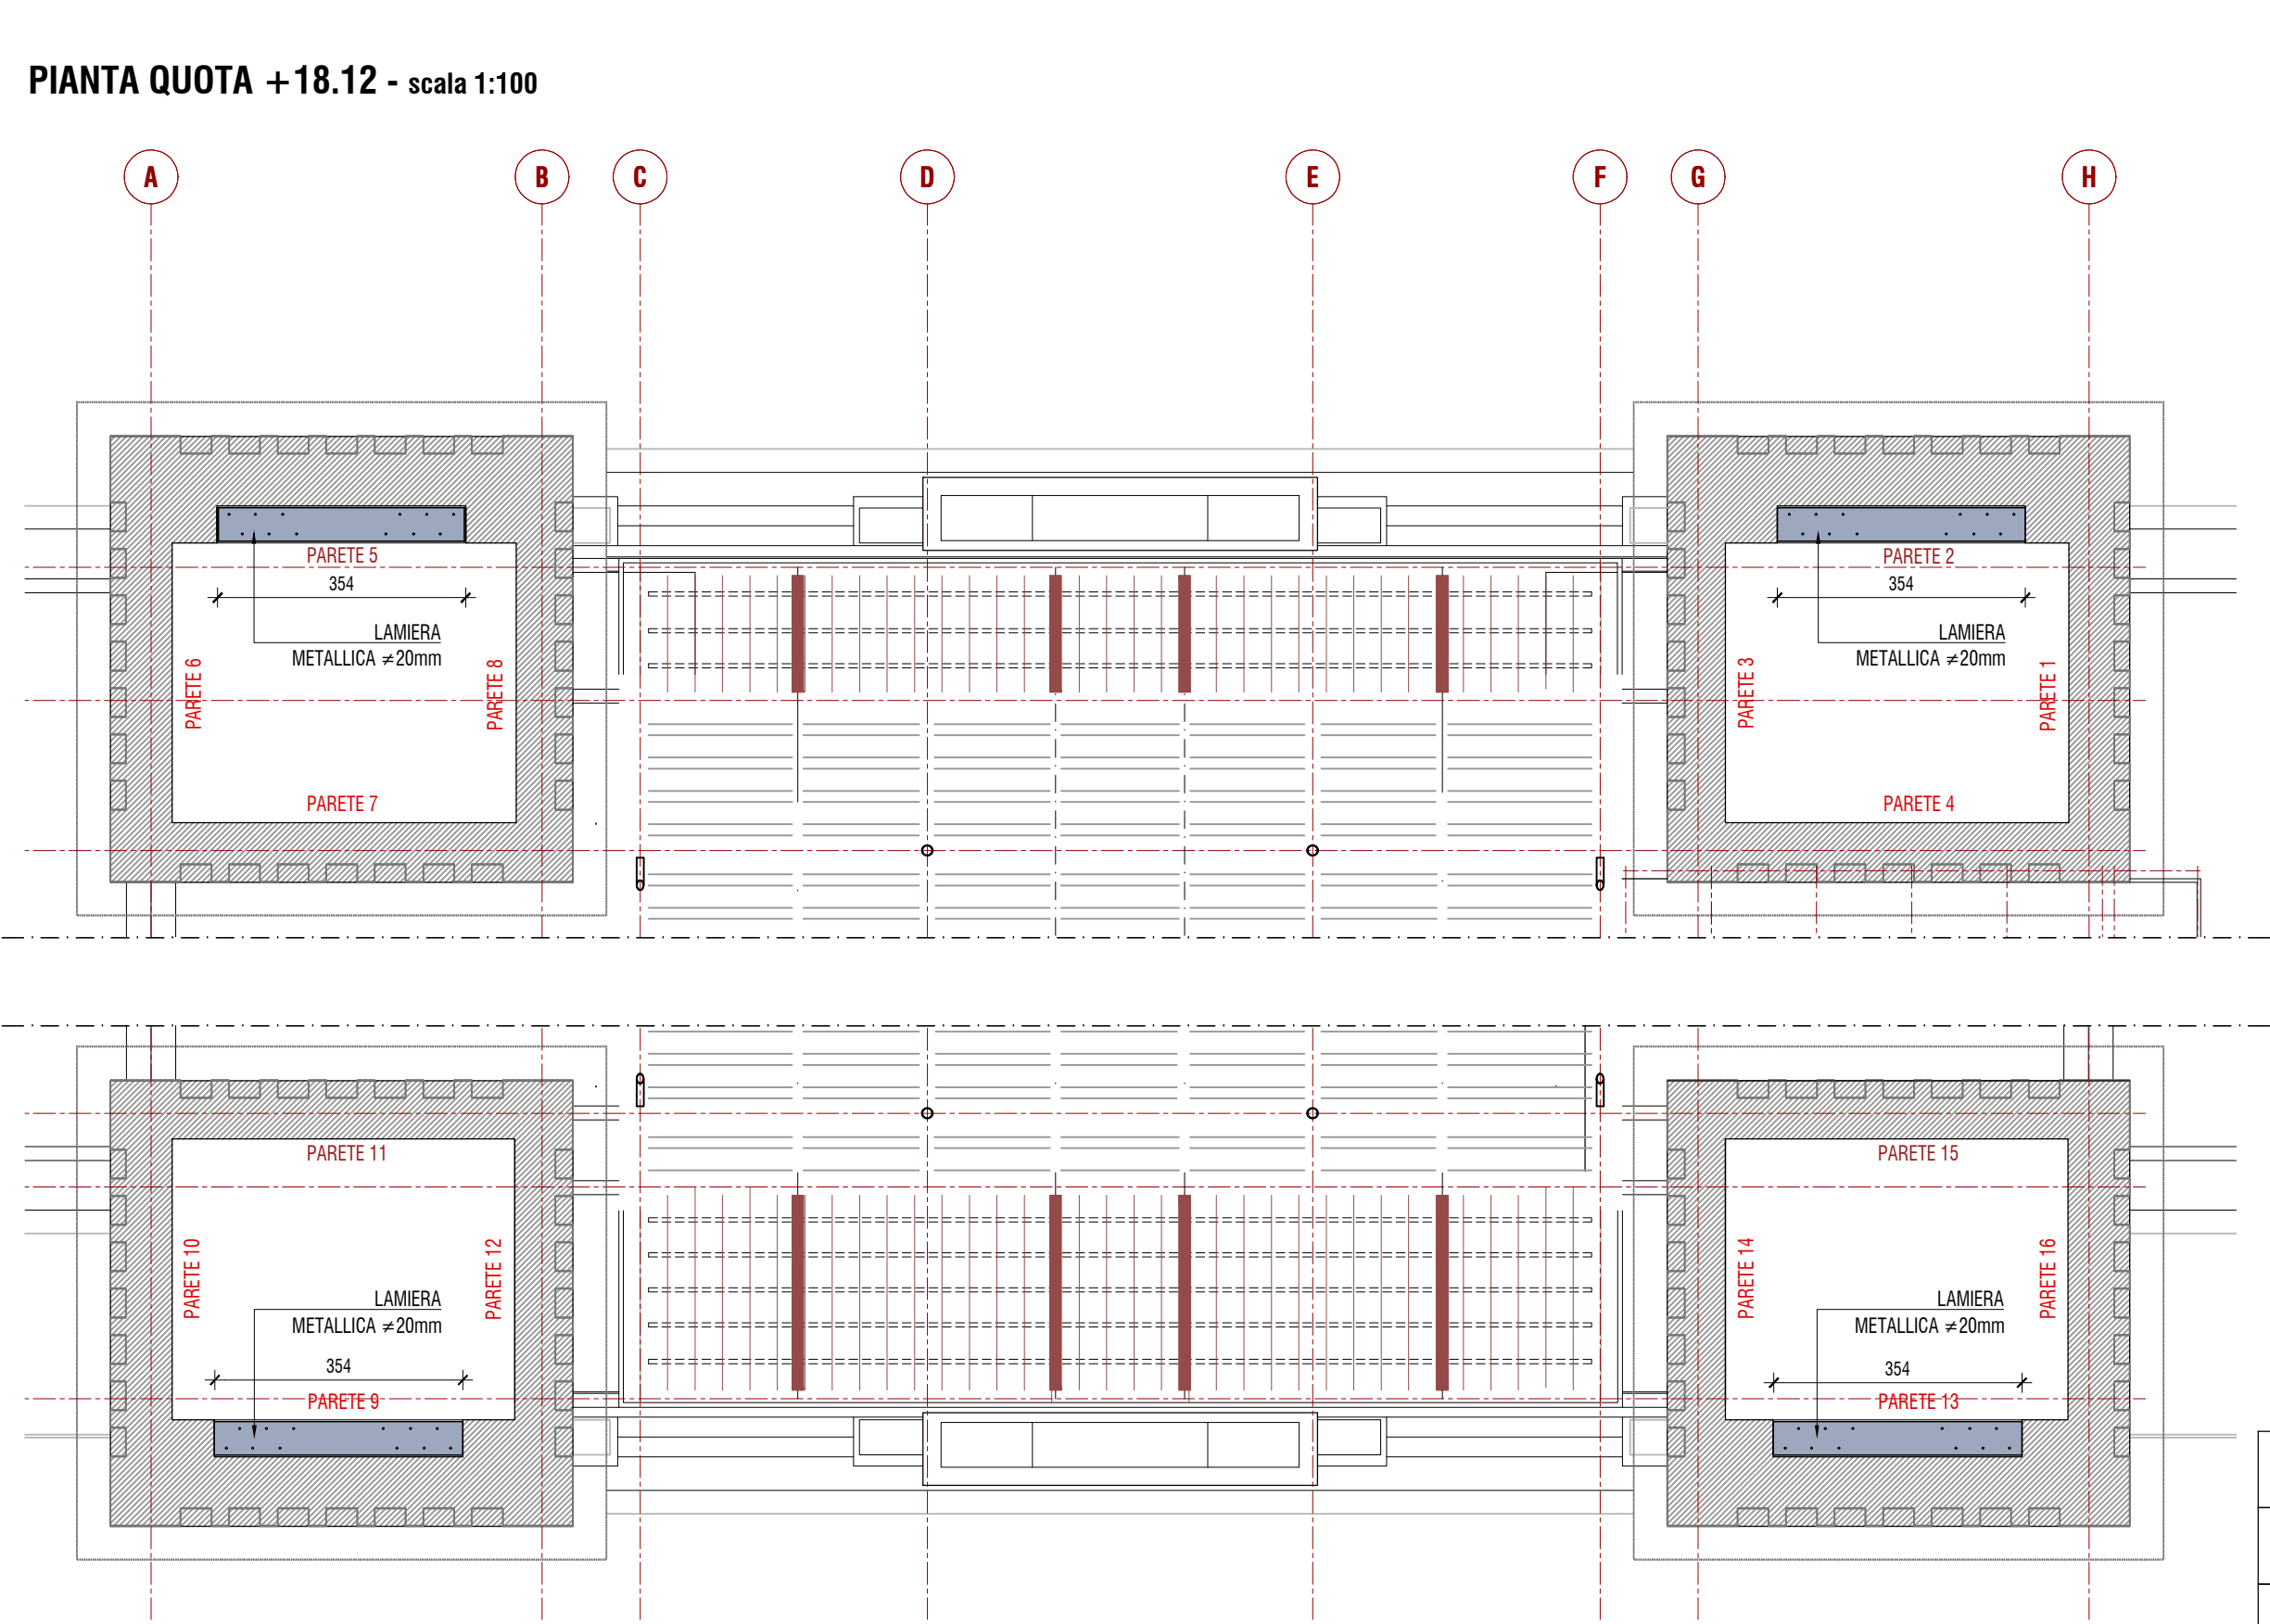 PIANTA QUOTA +18.12 - scala 1:100
A B C D E F G H
PARETE 5
354
LAMIERA
METALLICA ≠20mm
PARETE 6
PARETE 8
PARETE 7
PARETE 2
354
LAMIERA
METALLICA ≠20mm
PARETE 3
PARETE 1
PARETE 4
PARETE 11
PARETE 10
PARETE 12
LAMIERA
METALLICA ≠20mm
354
PARETE 9
PARETE 15
PARETE 14
PARETE 16
LAMIERA
METALLICA ≠20mm
354
PARETE 13